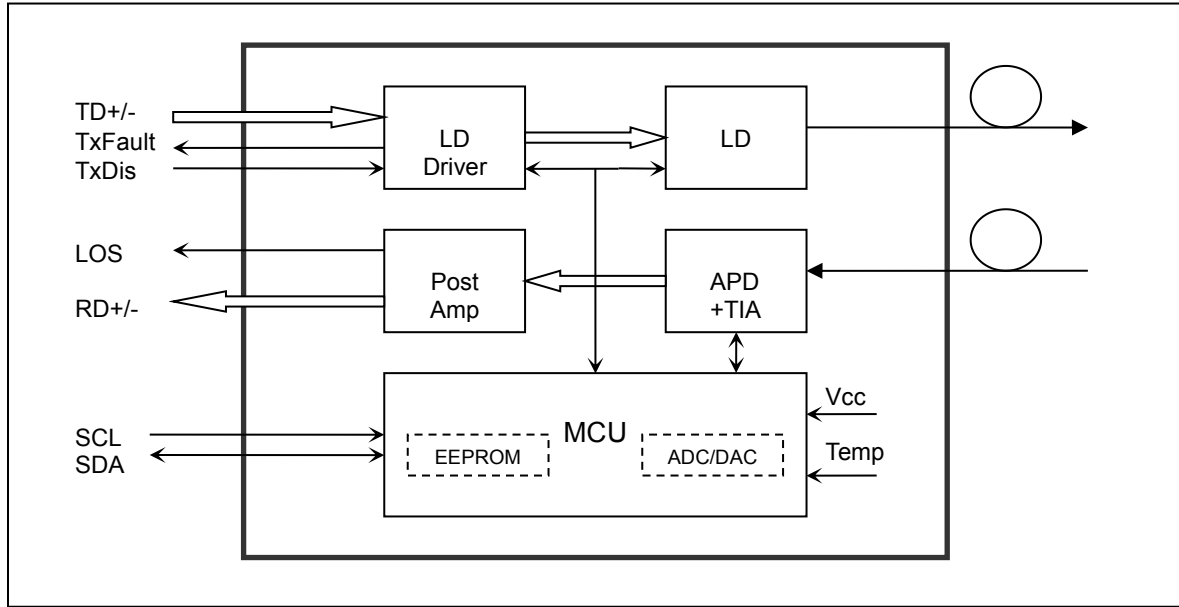 TD+/-
TxFault
TxDis
LD
Driver
LD
LOS
RD+/-
Post
Amp
APD
+TIA
SCL
SDA
MCU
EEPROM
ADC/DAC
Vcc
Temp